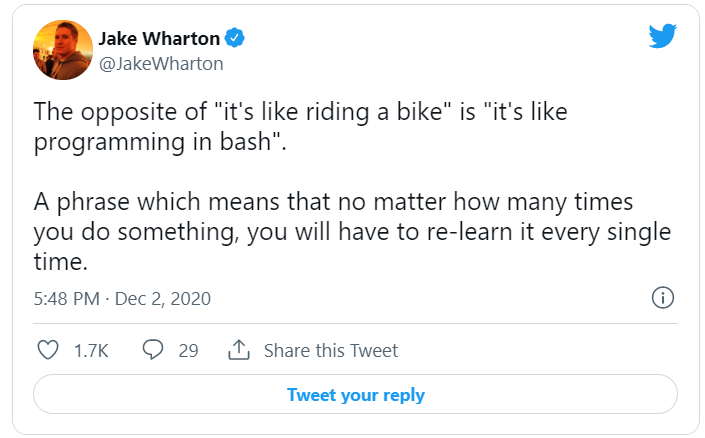 Jake Wharton
@JakeWharton
The opposite of "it's like riding a bike" is "it's like
programming in bash".
A phrase which means that no matter how many times
you do something, you will have to re-learn it every single
time.
5:48 PM · Dec 2, 2020
1.7K 29 Share this Tweet
Tweet your reply